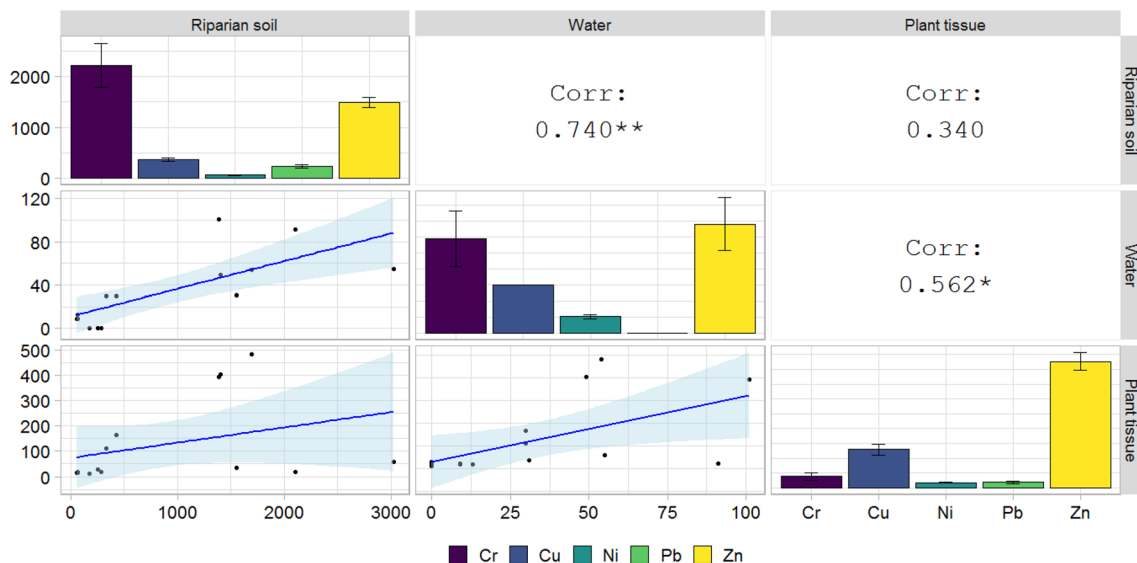 Riparian soil Water Plant tissue
2000
1000
0
Corr:
0.740**
Corr:
0.340
Riparian soil
120
80
40
0
Corr:
0.562*
Water
500
400
300
200
100
0
Plant tissue
0 1000 2000 3000
0 25 50 75 100
Cr Cu Ni Pb Zn
Cr Cu Ni Pb Zn